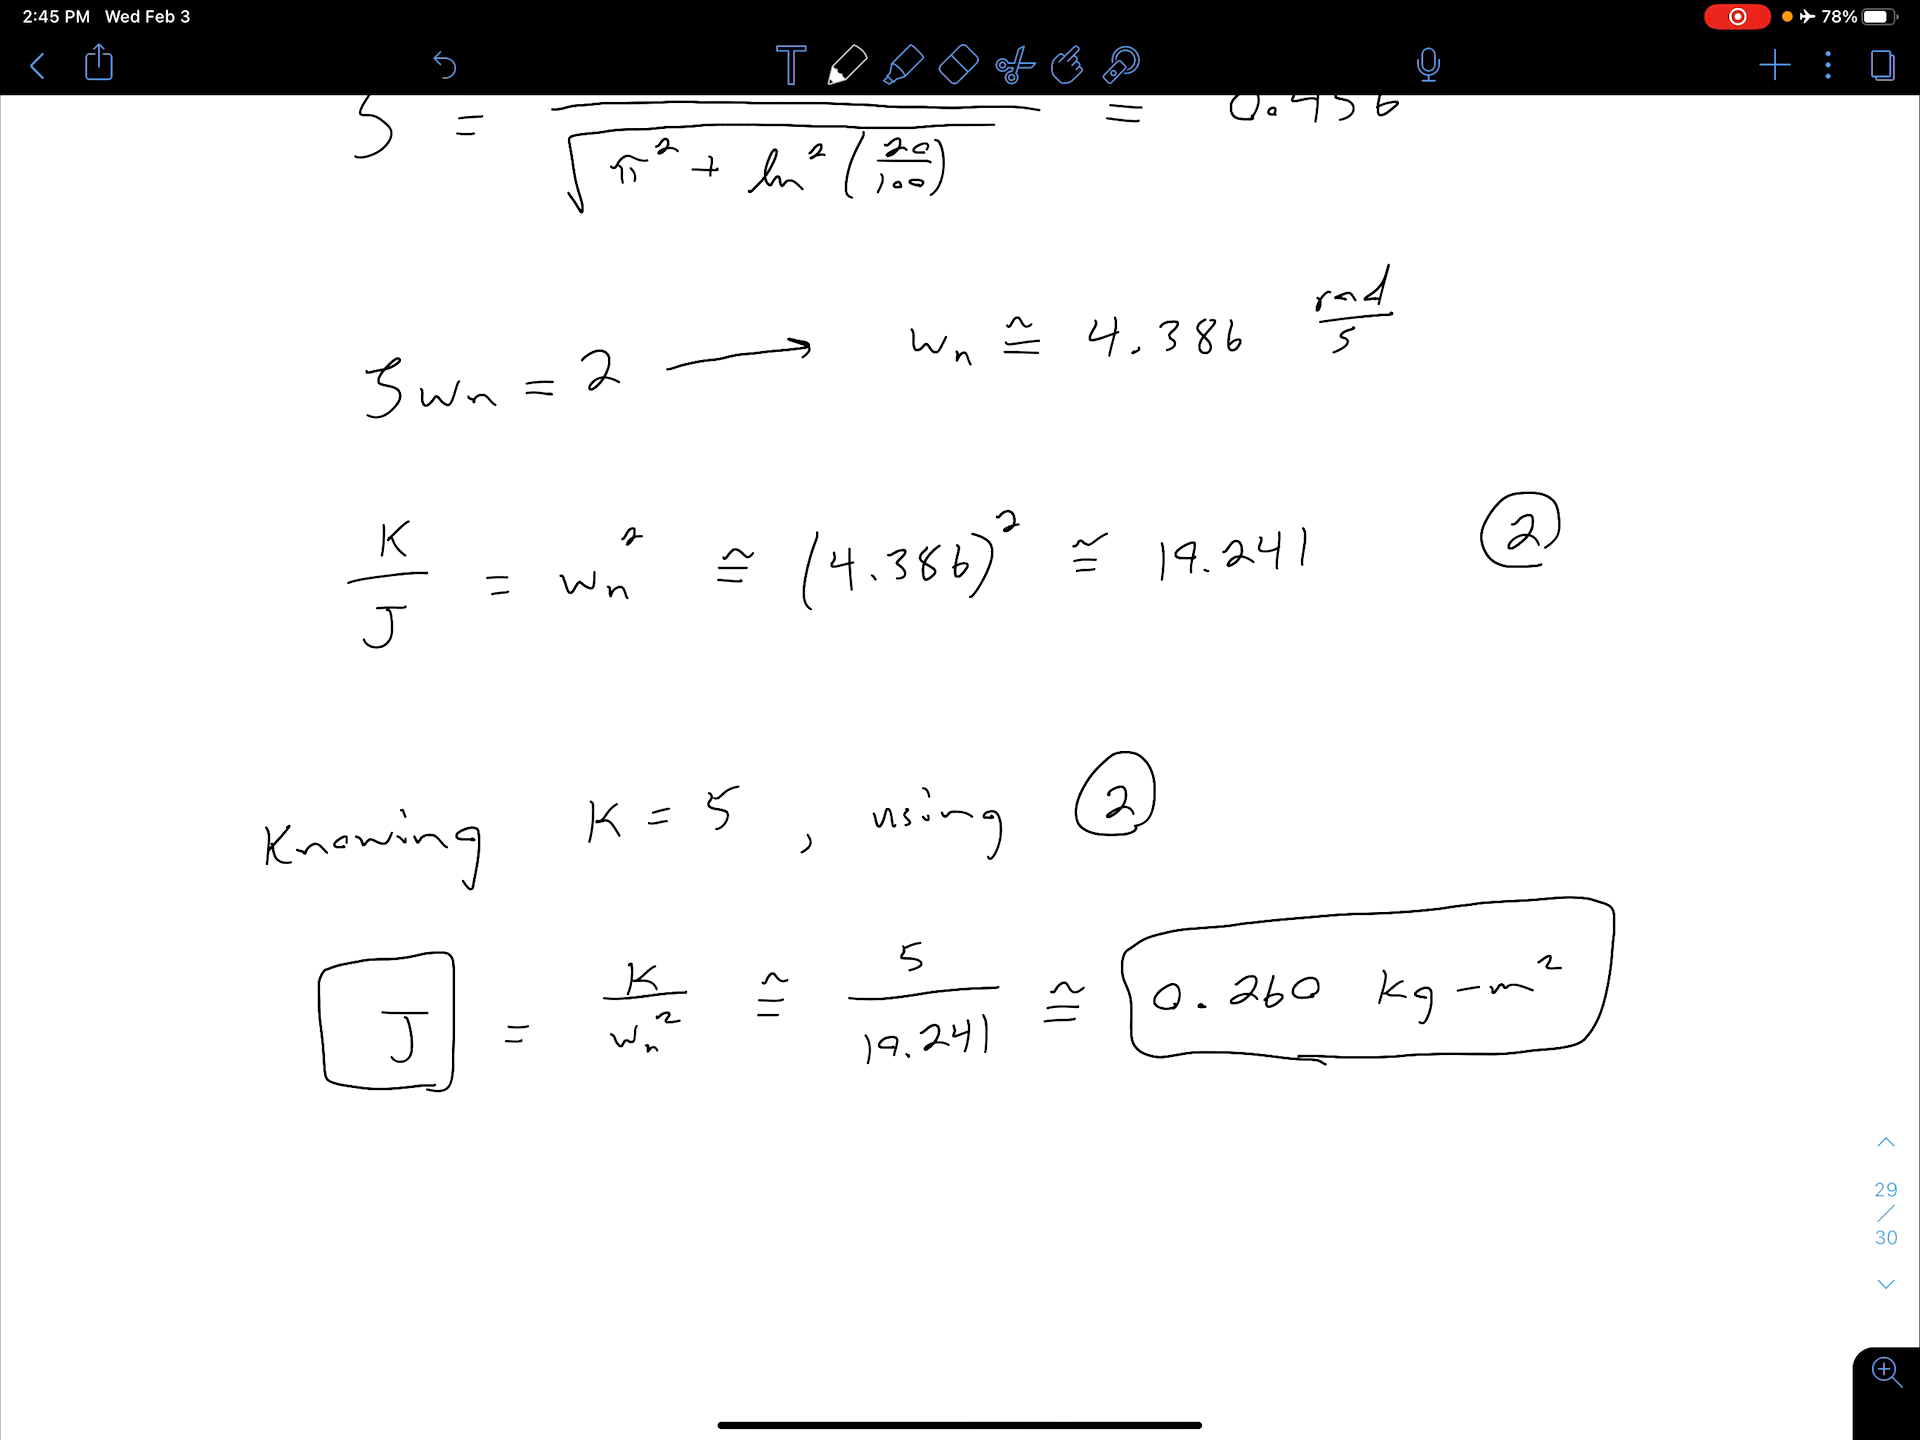 2:45 PM Wed Feb 3 78%
T
ζ = ‾‾‾ / √(π² + ln²(20/100)) = 0.456
ζwn = 2 → wn ≅ 4.386 rad/s
K/J = wn² ≅ (4.386)² ≅ 19.241 ②
Knowing K = 5 , using ②
J = K/wn² ≅ 5/19.241 ≅ 0.260 kg-m²
29
/
30